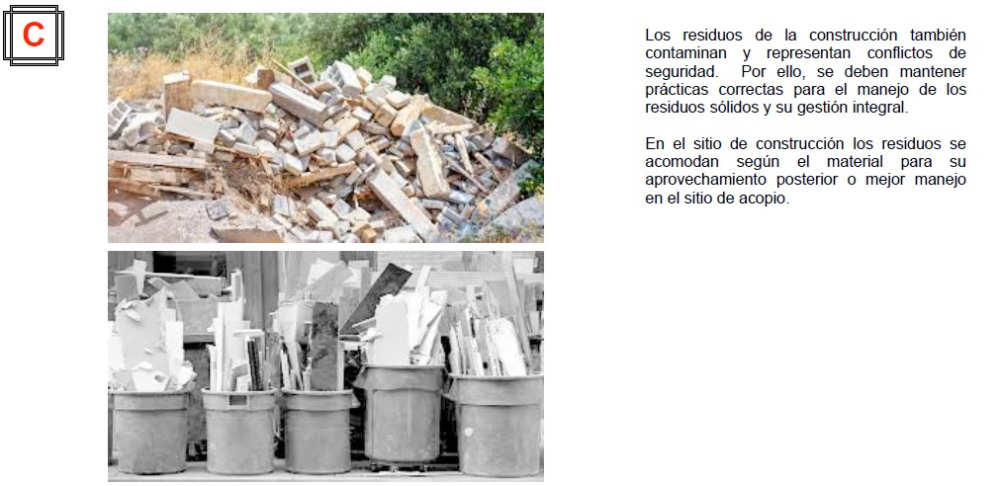 C
Los residuos de la construcción también
contaminan y representan conflictos de
seguridad. Por ello, se deben mantener
prácticas correctas para el manejo de los
residuos sólidos y su gestión integral.
En el sitio de construcción los residuos se
acomodan según el material para su
aprovechamiento posterior o mejor manejo
en el sitio de acopio.